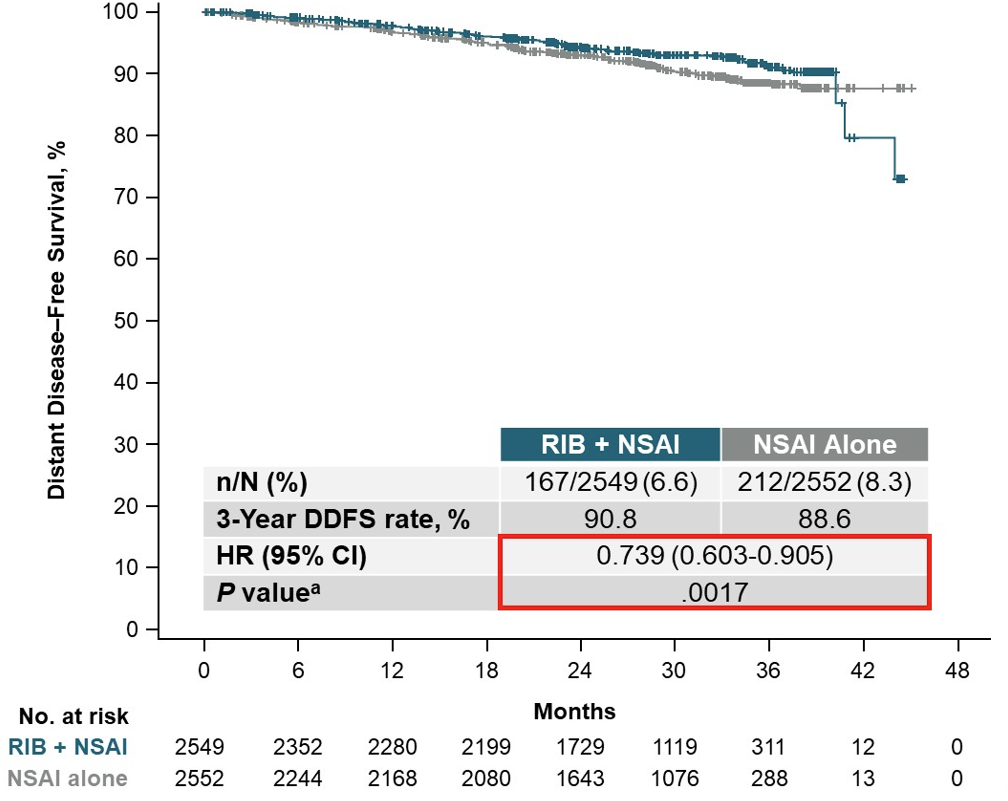 Distant Disease–Free Survival, %
100
90
80
70
60
50
40
30
20
10
0
RIB + NSAI NSAI Alone
n/N (%) 167/2549 (6.6) 212/2552 (8.3)
3-Year DDFS rate, % 90.8 88.6
HR (95% CI) 0.739 (0.603-0.905)
P valueᵃ .0017
0 6 12 18 24 30 36 42 48
Months
No. at risk
RIB + NSAI 2549 2352 2280 2199 1729 1119 311 12 0
NSAI alone 2552 2244 2168 2080 1643 1076 288 13 0